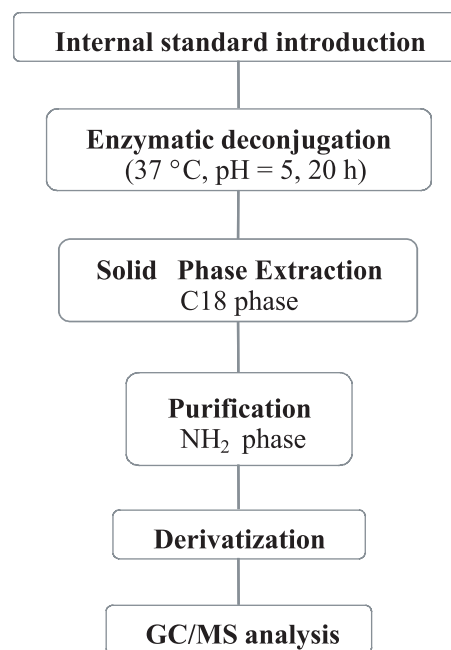 Internal standard introduction
Enzymatic deconjugation
(37 °C, pH = 5, 20 h)
Solid Phase Extraction
C18 phase
Purification
NH₂ phase
Derivatization
GC/MS analysis